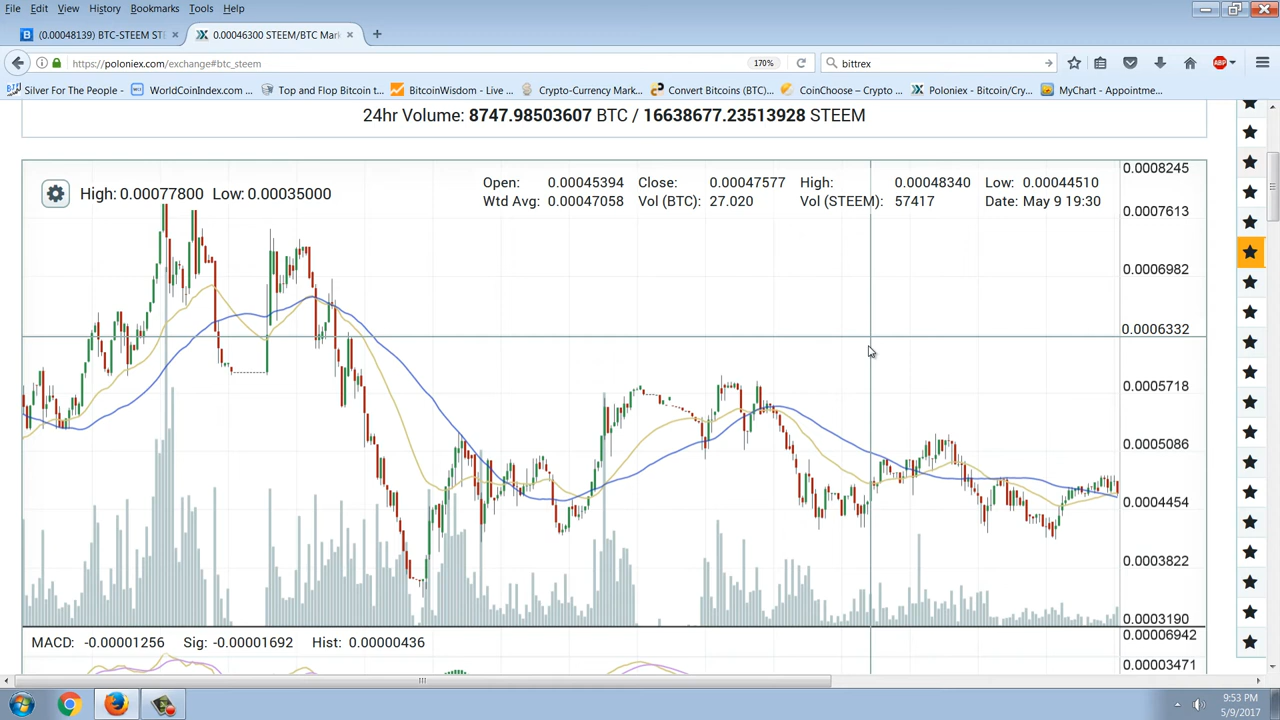 File Edit View History Bookmarks Tools Help
(0.00048139) BTC-STEEM STE
0.00046300 STEEM/BTC Mark
https://poloniex.com/exchange#btc_steem
170%
bittrex
Silver For The People -
WorldCoinIndex.com -
Top and Flop Bitcoin t...
BitcoinWisdom - Live ...
Crypto-Currency Mark...
Convert Bitcoins (BTC)...
CoinChoose – Crypto ...
Poloniex - Bitcoin/Cry...
MyChart - Appointme...
ABP
24hr Volume: 8747.98503607 BTC / 16638677.23513928 STEEM
High: 0.00077800 Low: 0.00035000
Open: 0.00045394 Close: 0.00047577 High: 0.00048340 Low: 0.00044510
Wtd Avg: 0.00047058 Vol (BTC): 27.020 Vol (STEEM): 57417 Date: May 9 19:30
0.0008245
0.0007613
0.0006982
0.0006332
0.0005718
0.0005086
0.0004454
0.0003822
0.0003190
MACD: -0.00001256 Sig: -0.00001692 Hist: 0.00000436
0.00006942
0.00003471
9:53 PM
5/9/2017